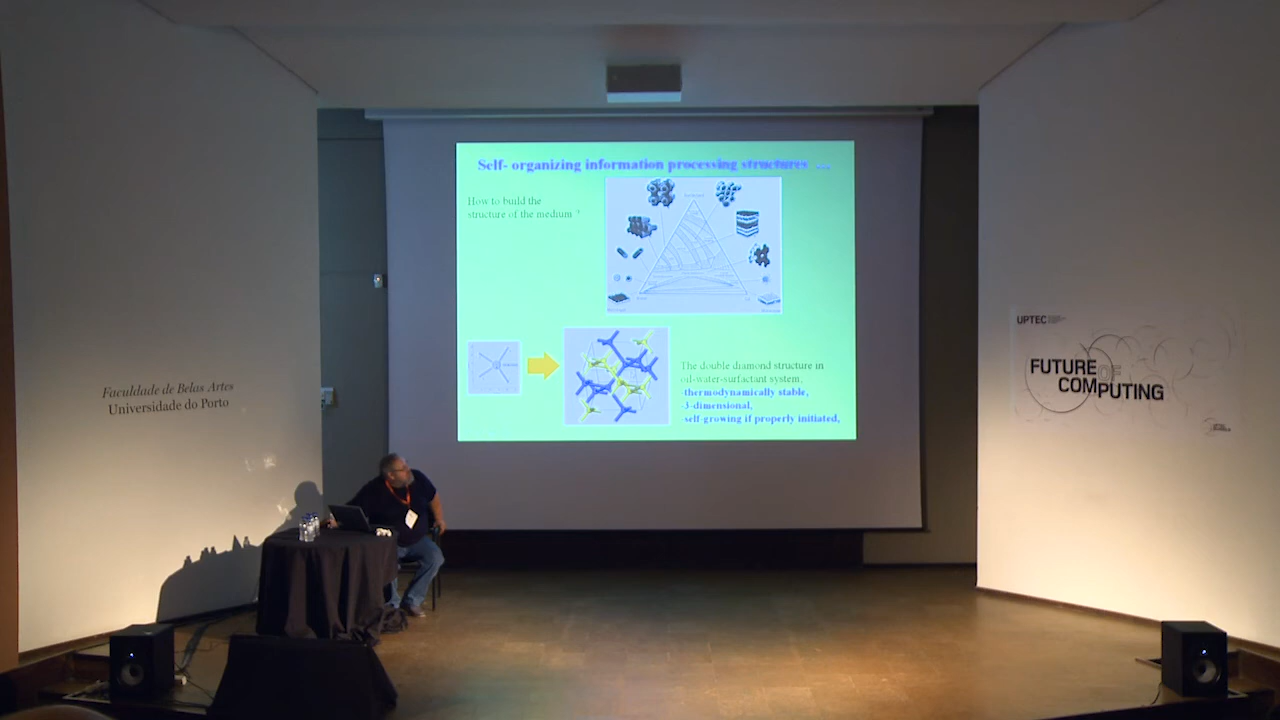 Self- organizing information processing structures ...
How to build the
structure of the medium ?
The double diamond structure in
oil-water-surfactant system,
-thermodynamically stable,
-3-dimensional,
-self-growing if properly initiated,
Faculdade de Belas Artes
Universidade do Porto
UPTEC
FUTURE OF
COMPUTING